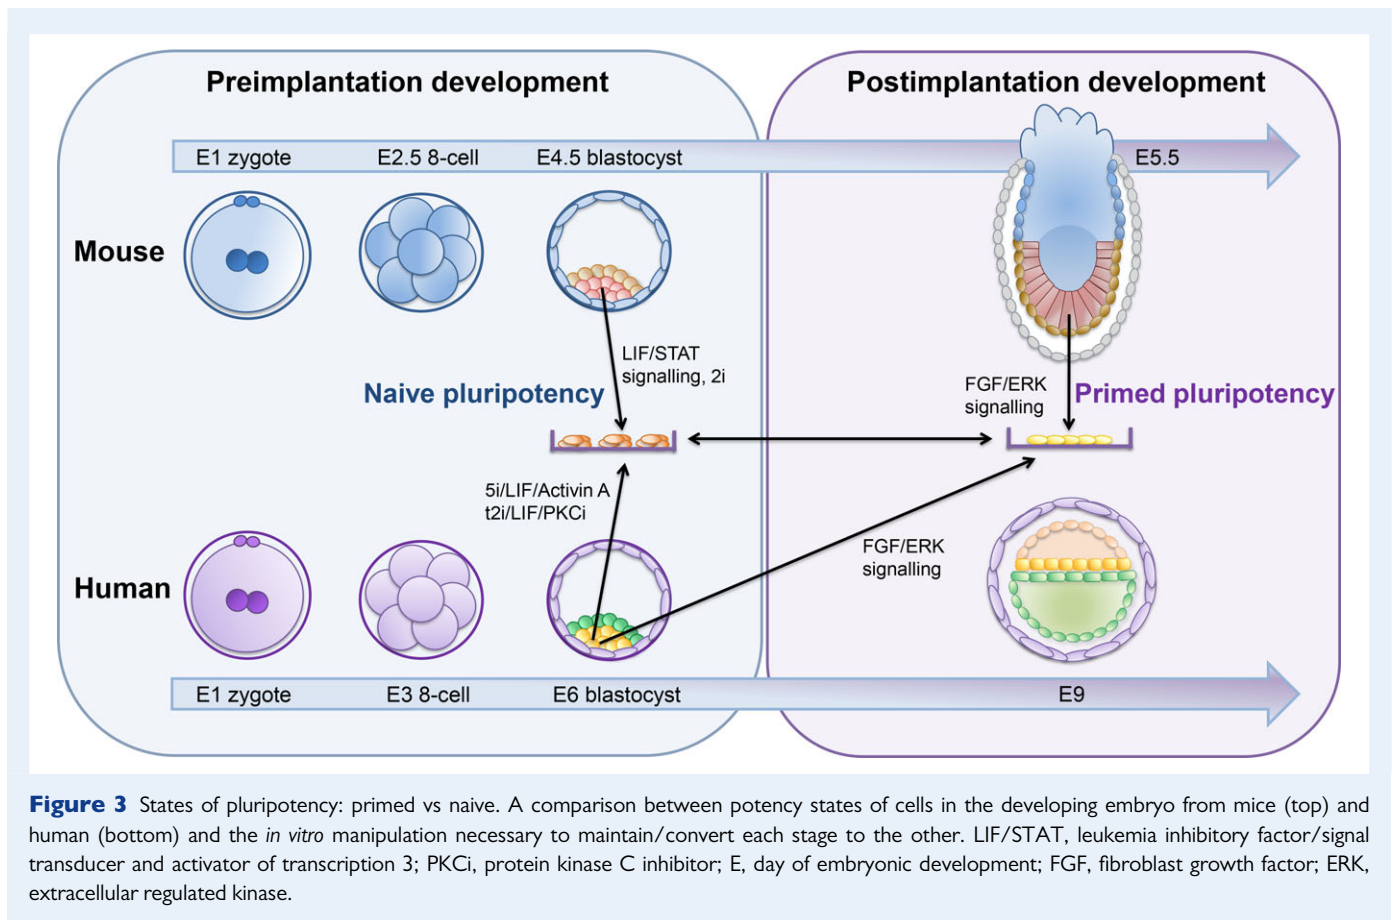 Preimplantation development
Postimplantation development
E1 zygote
E2.5 8-cell
E4.5 blastocyst
E5.5
Mouse
LIF/STAT
signalling, 2i
Naive pluripotency
FGF/ERK
signalling
Primed pluripotency
5i/LIF/Activin A
t2i/LIF/PKCi
FGF/ERK
signalling
Human
E1 zygote
E3 8-cell
E6 blastocyst
E9
Figure 3 States of pluripotency: primed vs naive. A comparison between potency states of cells in the developing embryo from mice (top) and
human (bottom) and the in vitro manipulation necessary to maintain/convert each stage to the other. LIF/STAT, leukemia inhibitory factor/signal
transducer and activator of transcription 3; PKCi, protein kinase C inhibitor; E, day of embryonic development; FGF, fibroblast growth factor; ERK,
extracellular regulated kinase.